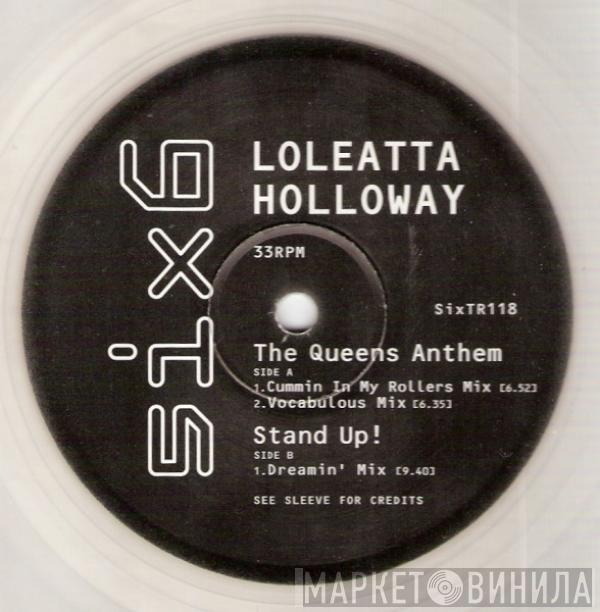 six6
LOLEATTA
HOLLOWAY
33RPM
SixTR118
The Queens Anthem
SIDE A
1.Cummin In My Rollers Mix [6.52]
2.Vocabulous Mix [6.35]
Stand Up!
SIDE B
1.Dreamin' Mix [9.40]
SEE SLEEVE FOR CREDITS
МАРКЕТ ВИНИЛА